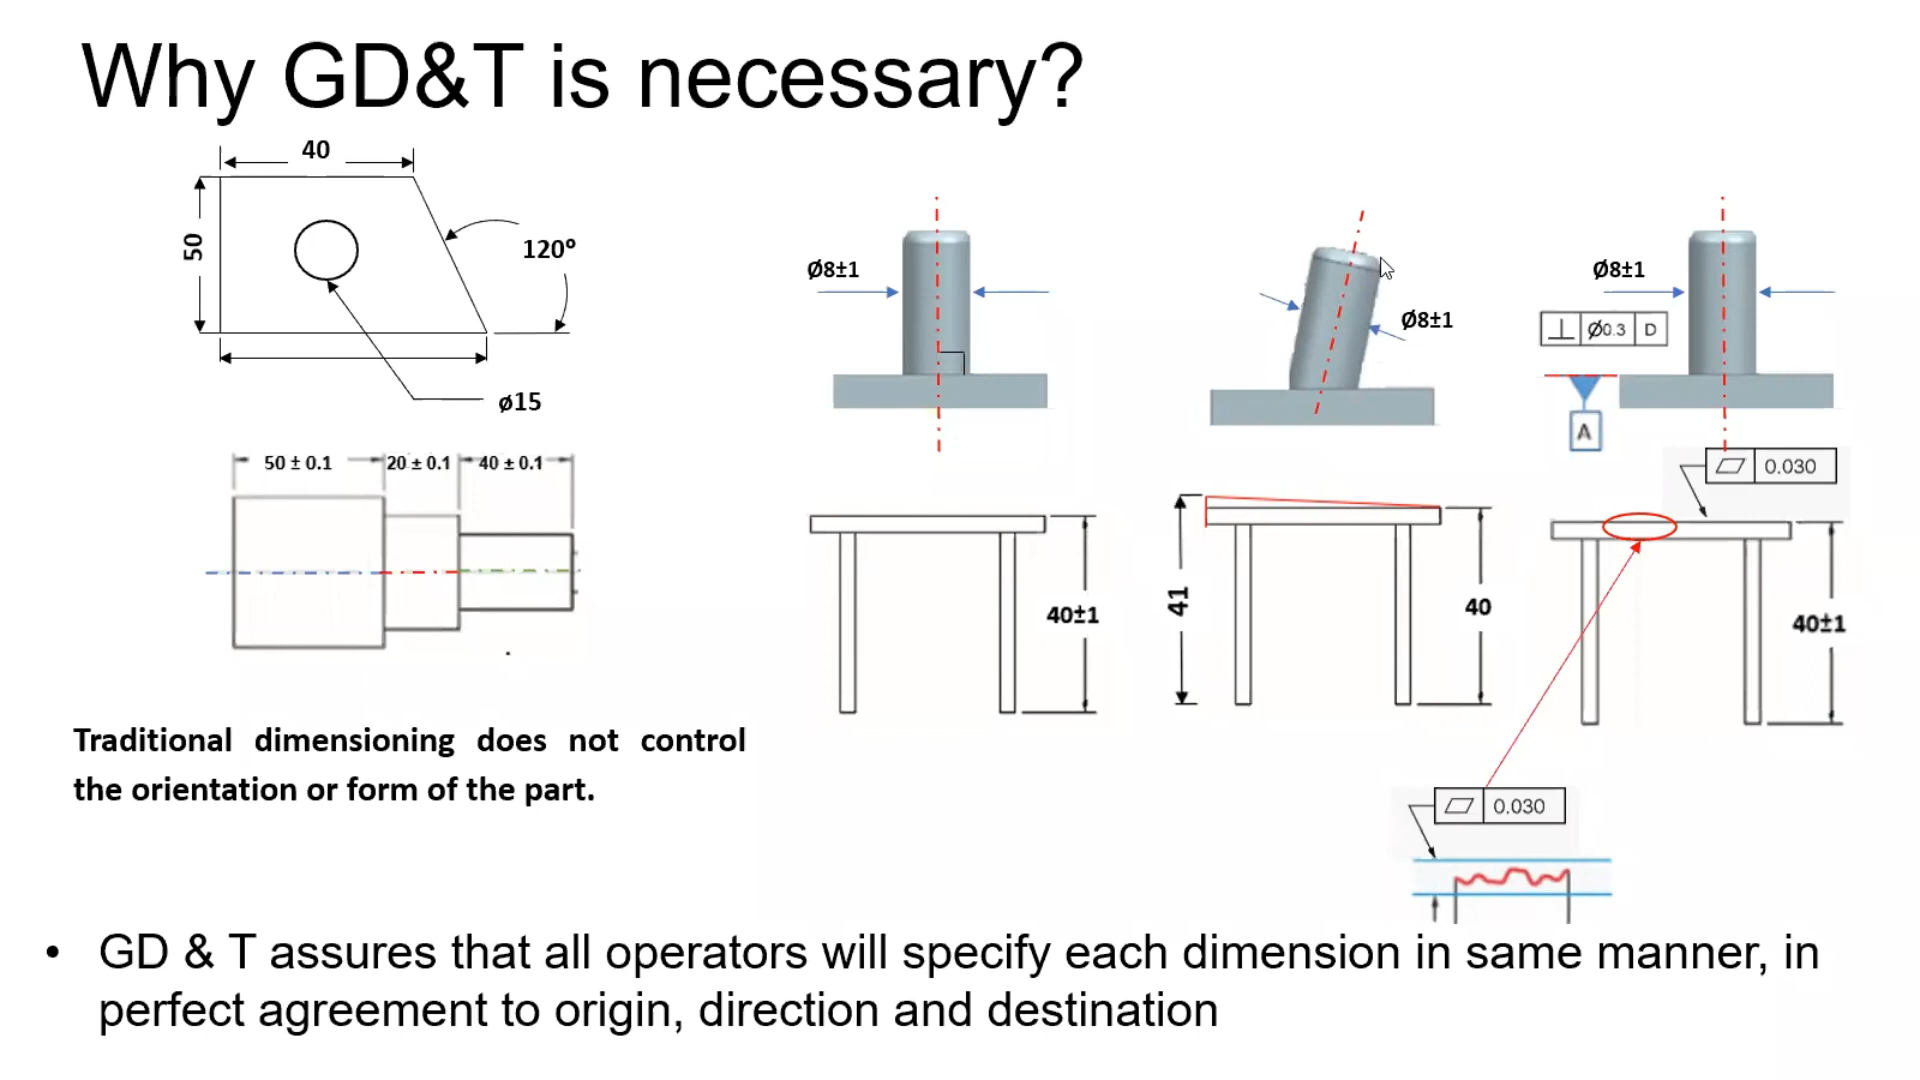 Why GD&T is necessary?
40
50
120º
ø15
Ø8±1
Ø8±1
Ø8±1
⊥ Ø0.3 D
A
50 ± 0.1 20 ± 0.1 40 ± 0.1
⏥ 0.030
40±1
41
40
40±1
Traditional dimensioning does not control
the orientation or form of the part.
⏥ 0.030
• GD & T assures that all operators will specify each dimension in same manner, in
perfect agreement to origin, direction and destination